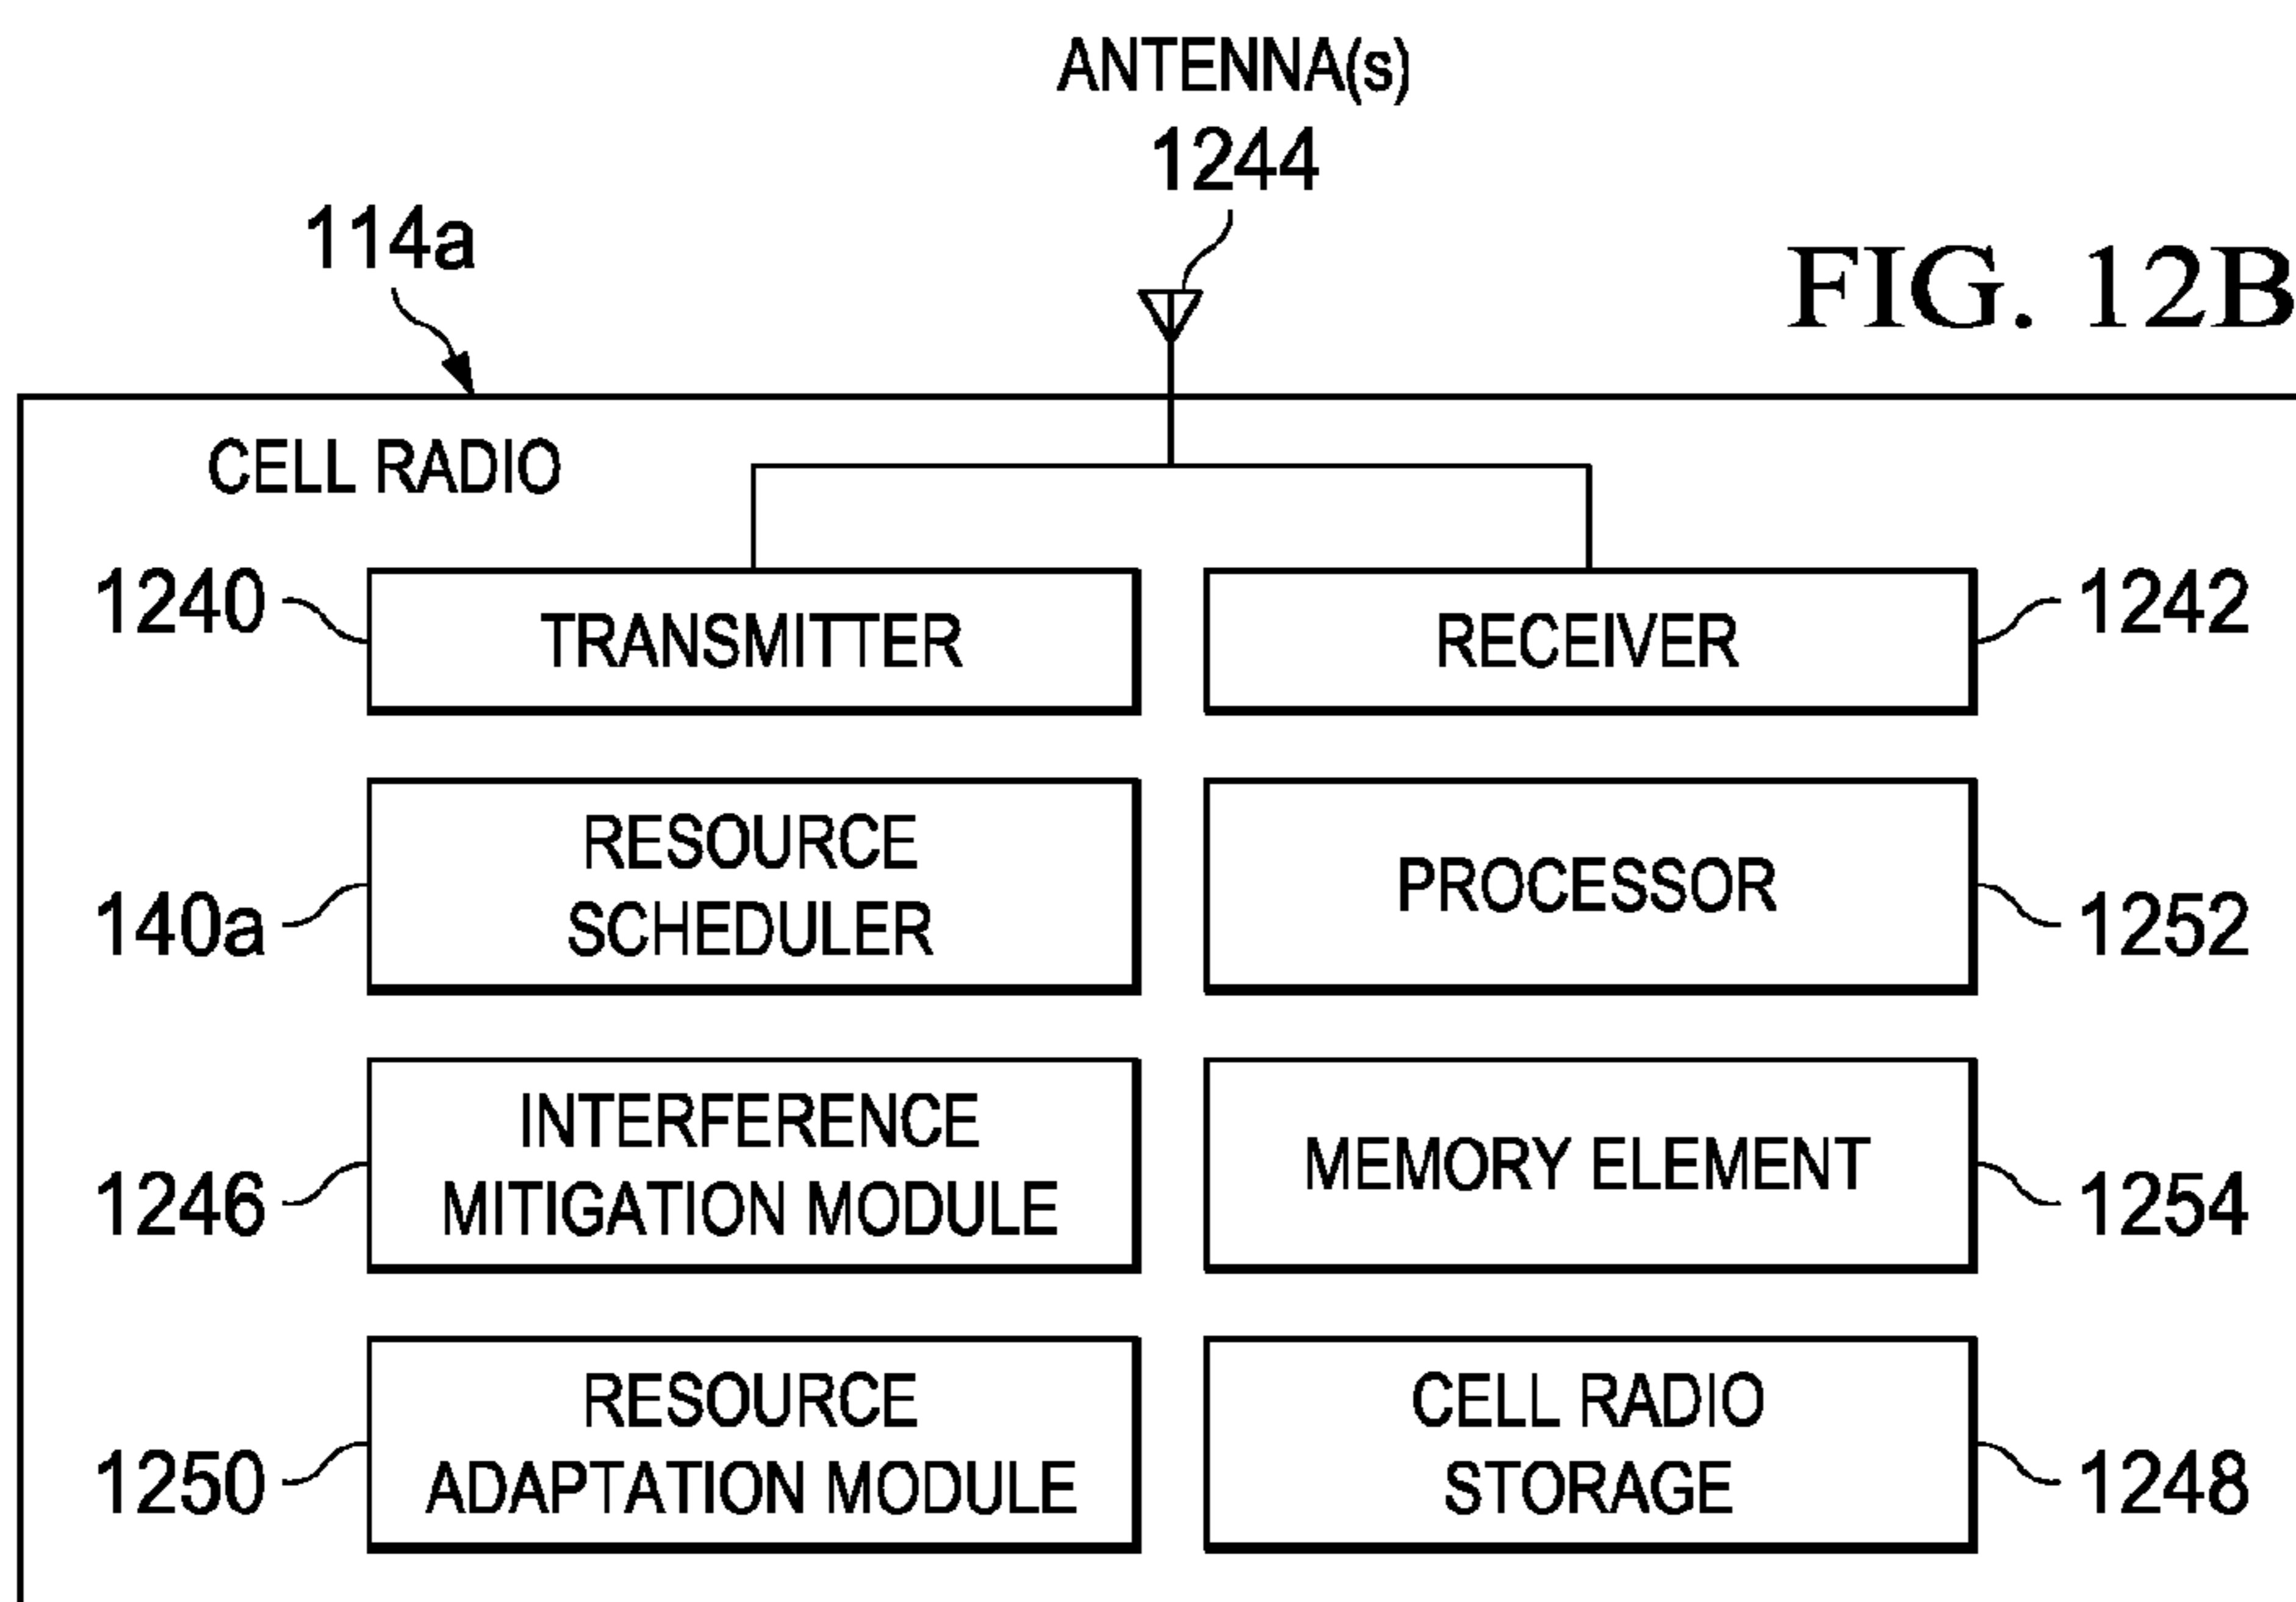 ANTENNA(s)
1244
114a
FIG. 12B
CELL RADIO
1240
TRANSMITTER
RECEIVER
1242
140a
RESOURCE
SCHEDULER
PROCESSOR
1252
1246
INTERFERENCE
MITIGATION MODULE
MEMORY ELEMENT
1254
1250
RESOURCE
ADAPTATION MODULE
CELL RADIO
STORAGE
1248